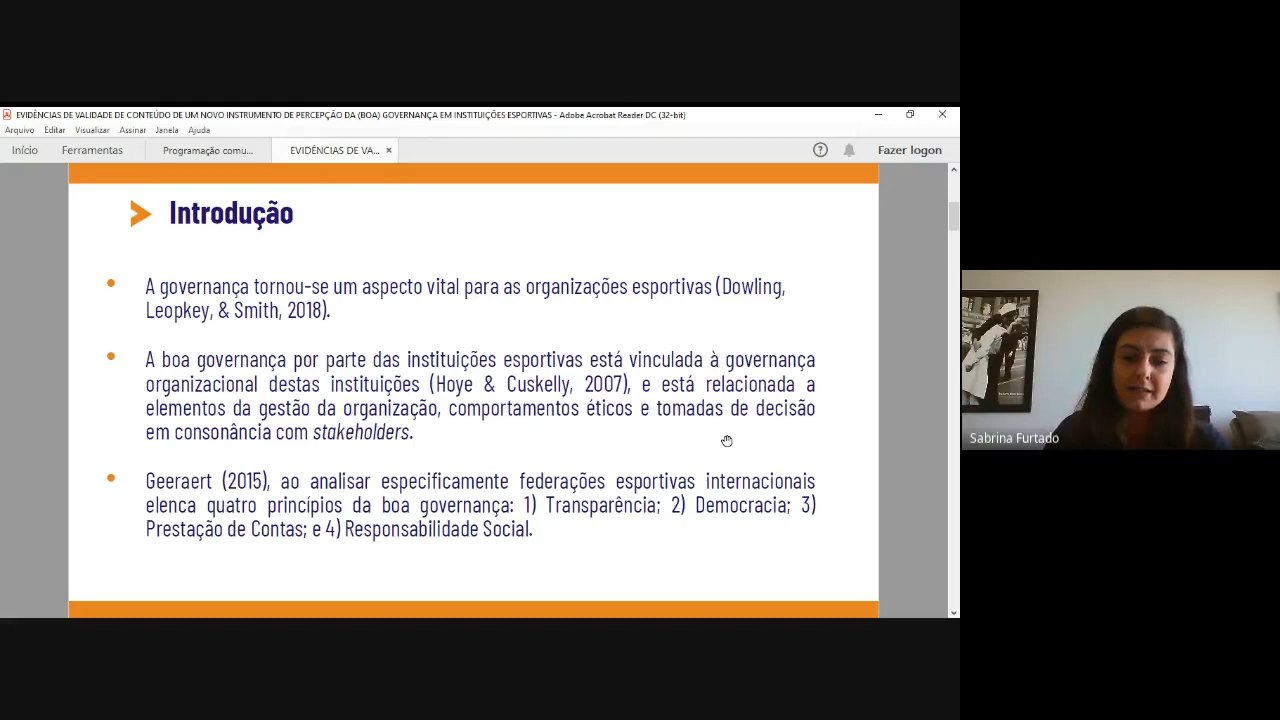 EVIDÊNCIAS DE VALIDADE DE CONTEÚDO DE UM NOVO INSTRUMENTO DE PERCEPÇÃO DA (BOA) GOVERNANÇA EM INSTITUIÇÕES ESPORTIVAS - Adobe Acrobat Reader DC (32-bit)
Arquivo Editar Visualizar Assinar Janela Ajuda
Início Ferramentas Programação comu... EVIDÊNCIAS DE VA... × Fazer logon
Introdução
• A governança tornou-se um aspecto vital para as organizações esportivas (Dowling,
Leopkey, & Smith, 2018).
• A boa governança por parte das instituições esportivas está vinculada à governança
organizacional destas instituições (Hoye & Cuskelly, 2007), e está relacionada a
elementos da gestão da organização, comportamentos éticos e tomadas de decisão
em consonância com stakeholders.
• Geeraert (2015), ao analisar especificamente federações esportivas internacionais
elenca quatro princípios da boa governança: 1) Transparência; 2) Democracia; 3)
Prestação de Contas; e 4) Responsabilidade Social.
Sabrina Furtado